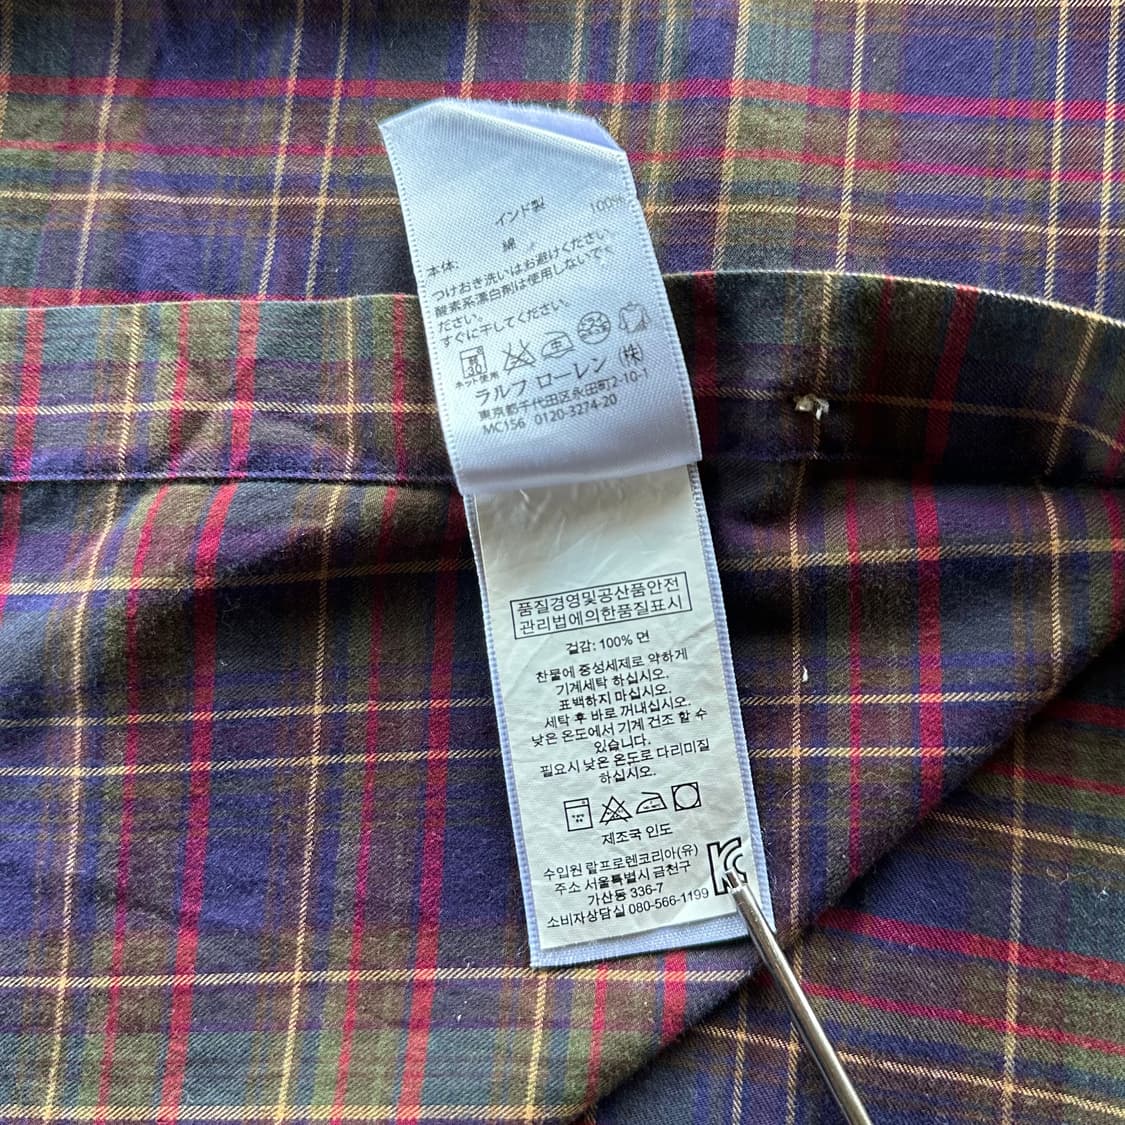 インド製
綿 100%
本体:
つけおき洗いはお避けください。
酸素系漂白剤は使用しないでく
ださい。
すぐに干してください。
30
ネット使用
ラルフ ローレン (株)
東京都千代田区永田町2-10-1
MC156 0120-3274-20
품질경영및공산품안전
관리법에의한품질표시
겉감: 100% 면
찬물에 중성세제로 약하게
기계세탁 하십시오.
표백하지 마십시오.
세탁 후 바로 꺼내십시오.
낮은 온도에서 기계 건조 할 수
있습니다.
필요시 낮은 온도로 다리미질
하십시오.
제조국 인도
수입원 랄프로렌코리아(유)
주소 서울특별시 금천구
가산동 336-7
소비자상담실 080-566-1199